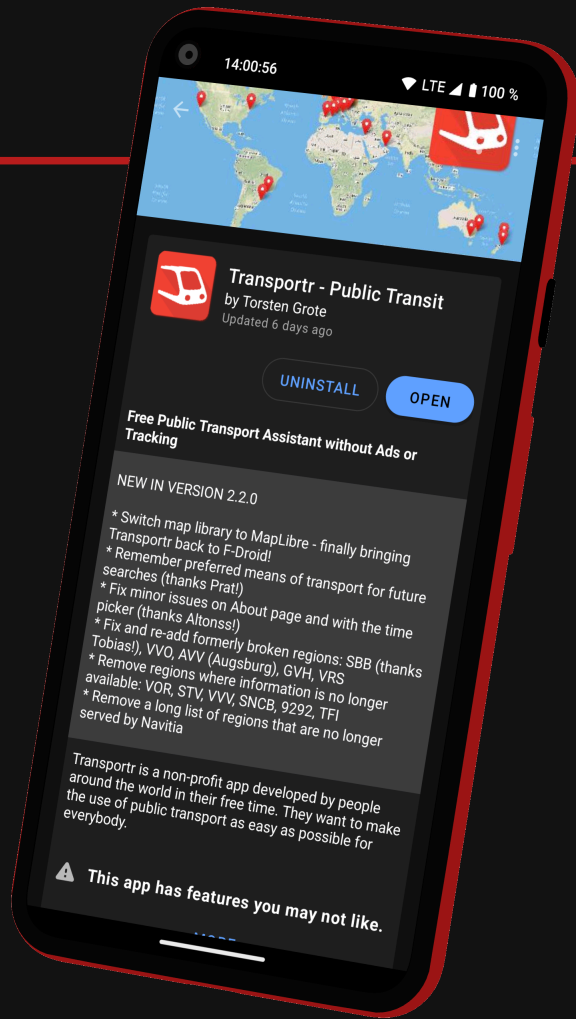 14:00:56
LTE 100 %
Transportr - Public Transit
by Torsten Grote
Updated 6 days ago
UNINSTALL
OPEN
Free Public Transport Assistant without Ads or
Tracking
NEW IN VERSION 2.2.0
* Switch map library to MapLibre - finally bringing
Transportr back to F-Droid!
* Remember preferred means of transport for future
searches (thanks Prat!)
* Fix minor issues on About page and with the time
picker (thanks Altonss!)
* Fix and re-add formerly broken regions: SBB (thanks
Tobias!), VVO, AVV (Augsburg), GVH, VRS
* Remove regions where information is no longer
available: VOR, STV, VVV, SNCB, 9292, TFI
* Remove a long list of regions that are no longer
served by Navitia
Transportr is a non-profit app developed by people
around the world in their free time. They want to make
the use of public transport as easy as possible for
everybody.
This app has features you may not like.